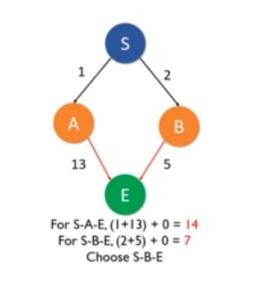 S
1
2
A
B
13
5
E
For S-A-E, (1+13) + 0 = 14
For S-B-E, (2+5) + 0 = 7
Choose S-B-E